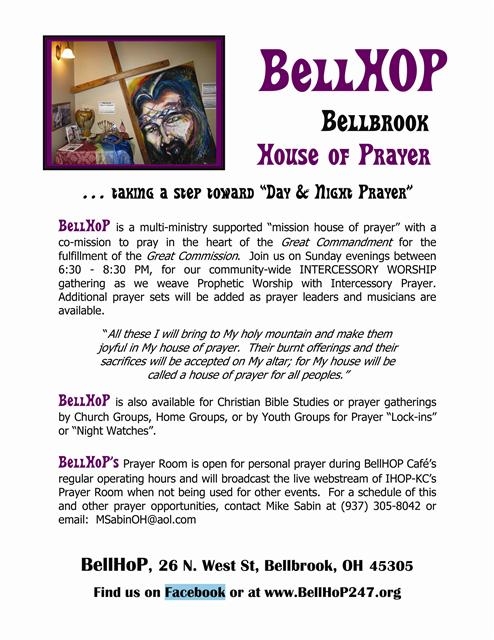 BELLHOP
BELLBROOK
HOUSE OF PRAYER
. . . TAKING A STEP TOWARD “DAY & NIGHT PRAYER”
BELLHOP is a multi-ministry supported “mission house of prayer” with a
co-mission to pray in the heart of the Great Commandment for the
fulfillment of the Great Commission. Join us on Sunday evenings between
6:30 - 8:30 PM, for our community-wide INTERCESSORY WORSHIP
gathering as we weave Prophetic Worship with Intercessory Prayer.
Additional prayer sets will be added as prayer leaders and musicians are
available.
“All these I will bring to My holy mountain and make them
joyful in My house of prayer. Their burnt offerings and their
sacrifices will be accepted on My altar; for My house will be
called a house of prayer for all peoples.”
BELLHOP is also available for Christian Bible Studies or prayer gatherings
by Church Groups, Home Groups, or by Youth Groups for Prayer “Lock-ins”
or “Night Watches”.
BELLHOP’S Prayer Room is open for personal prayer during BellHOP Café’s
regular operating hours and will broadcast the live webstream of IHOP-KC’s
Prayer Room when not being used for other events. For a schedule of this
and other prayer opportunities, contact Mike Sabin at (937) 305-8042 or
email: MSabinOH@aol.com
BellHoP, 26 N. West St, Bellbrook, OH 45305
Find us on Facebook or at www.BellHoP247.org